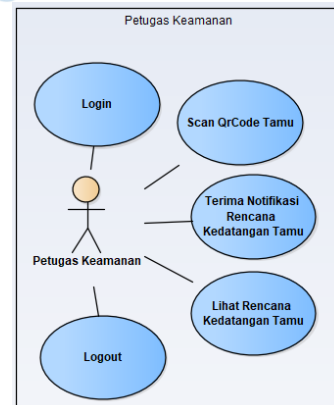 Petugas Keamanan
Login
Scan QrCode Tamu
Terima Notifikasi
Rencana
Kedatangan Tamu
Petugas Keamanan
Lihat Rencana
Kedatangan Tamu
Logout